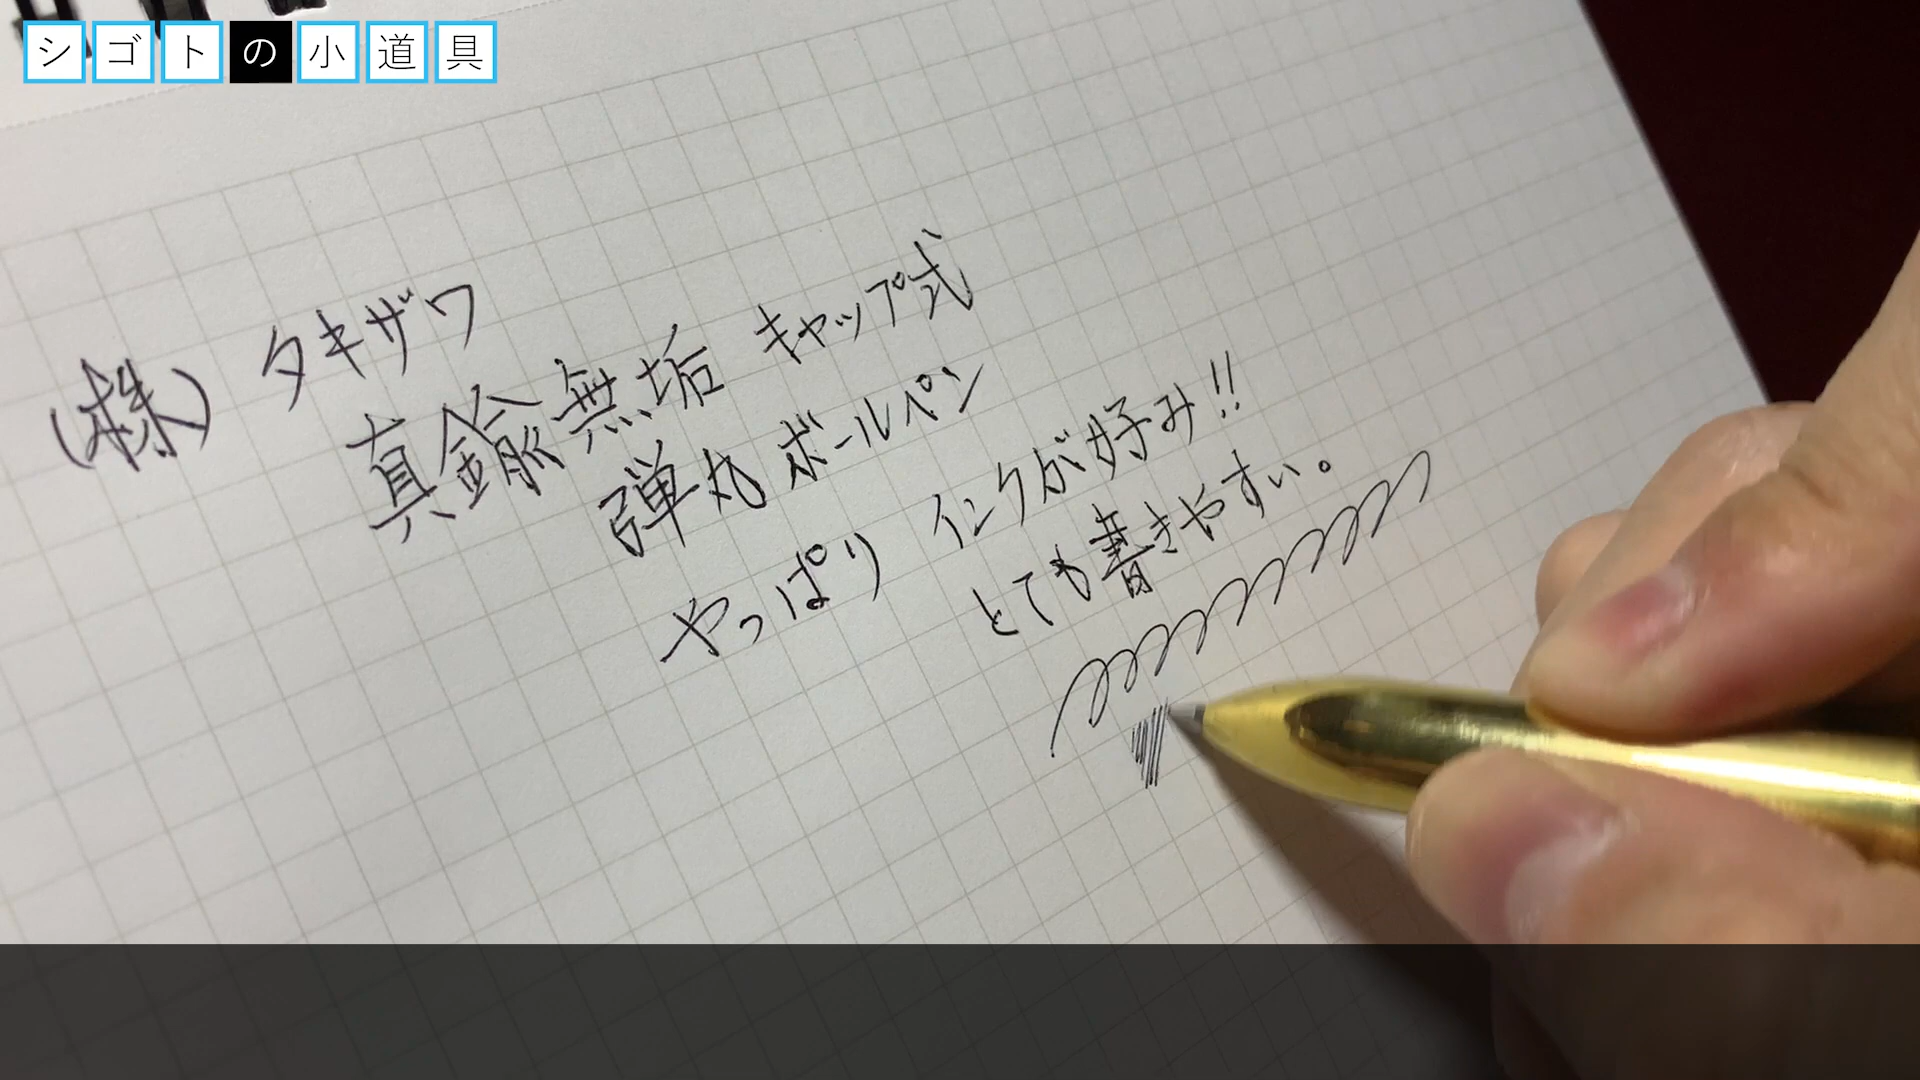 シゴトの小道具
(株) タキザワ
真鍮無垢 キャップ式
弾丸ボールペン
やっぱり インクが好み!!
とても書きやすい。